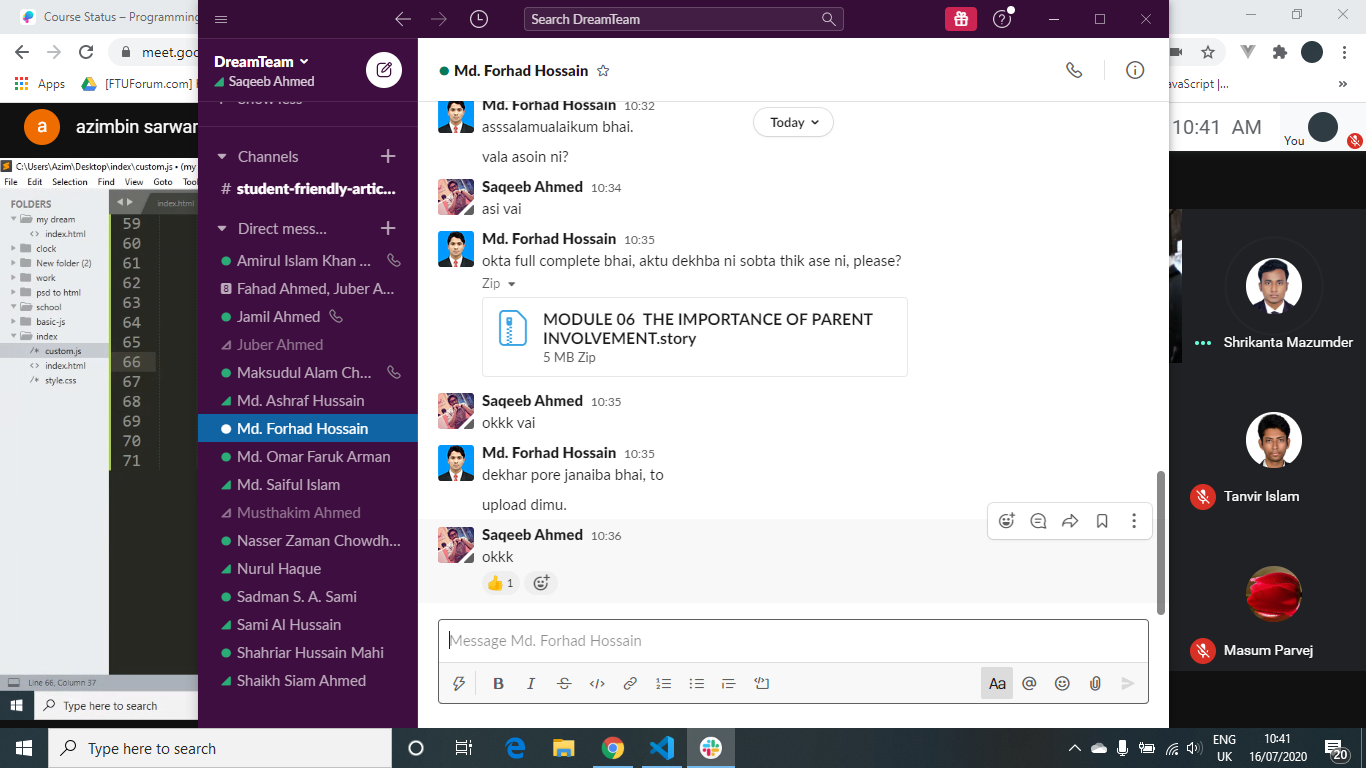 Course Status – Programming
meet.goo
Apps
[FTUForum.com]
avaScript |...
»
a
azimbin sarwar
10:41 AM
You
C:\Users\Azim\Desktop\index\custom.js • (my
File Edit Selection Find View Goto Tool
FOLDERS
my dream
index.html
clock
New folder (2)
work
psd to html
school
basic-js
index
custom.js
index.html
style.css
index.html
59
60
61
62
63
64
65
66
67
68
69
70
71
Line 66, Column 37
Type here to search
Search DreamTeam
DreamTeam
Saqeeb Ahmed
Show less
Channels
# student-friendly-artic...
Direct mess...
Amirul Islam Khan ...
8 Fahad Ahmed, Juber A...
Jamil Ahmed
Juber Ahmed
Maksudul Alam Ch...
Md. Ashraf Hussain
Md. Forhad Hossain
Md. Omar Faruk Arman
Md. Saiful Islam
Musthakim Ahmed
Nasser Zaman Chowdh...
Nurul Haque
Sadman S. A. Sami
Sami Al Hussain
Shahriar Hussain Mahi
Shaikh Siam Ahmed
Md. Forhad Hossain
Today
Md. Forhad Hossain 10:32
asssalamualaikum bhai.
vala asoin ni?
Saqeeb Ahmed 10:34
asi vai
Md. Forhad Hossain 10:35
okta full complete bhai, aktu dekhba ni sobta thik ase ni, please?
Zip
MODULE 06 THE IMPORTANCE OF PARENT
INVOLVEMENT.story
5 MB Zip
Saqeeb Ahmed 10:35
okkk vai
Md. Forhad Hossain 10:35
dekhar pore janaiba bhai, to
upload dimu.
Saqeeb Ahmed 10:36
okkk
1
Message Md. Forhad Hossain
B I S </>
Aa @
Shrikanta Mazumder
Tanvir Islam
Masum Parvej
Type here to search
ENG
UK
10:41
16/07/2020
20